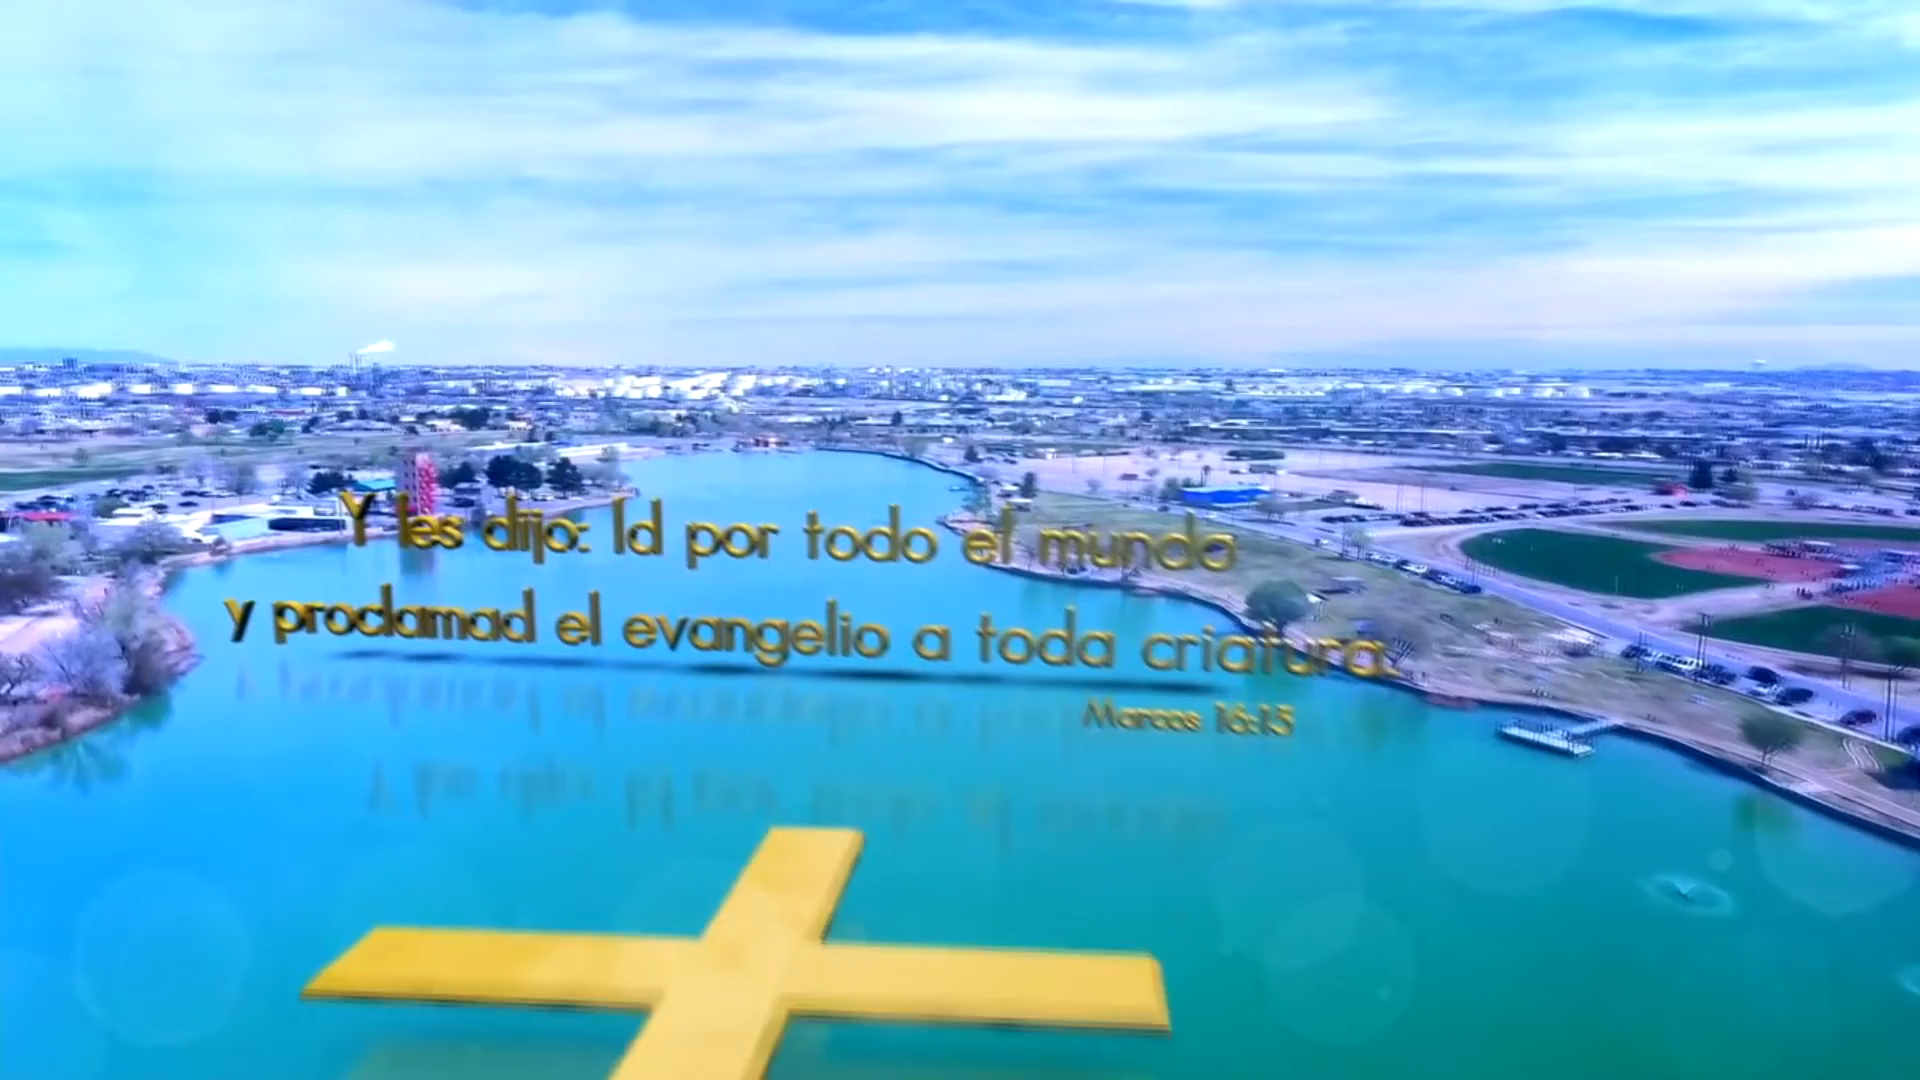 Y les dijo: Id por todo el mundo
y proclamad el evangelio a toda criatura.
Marcos 16:15